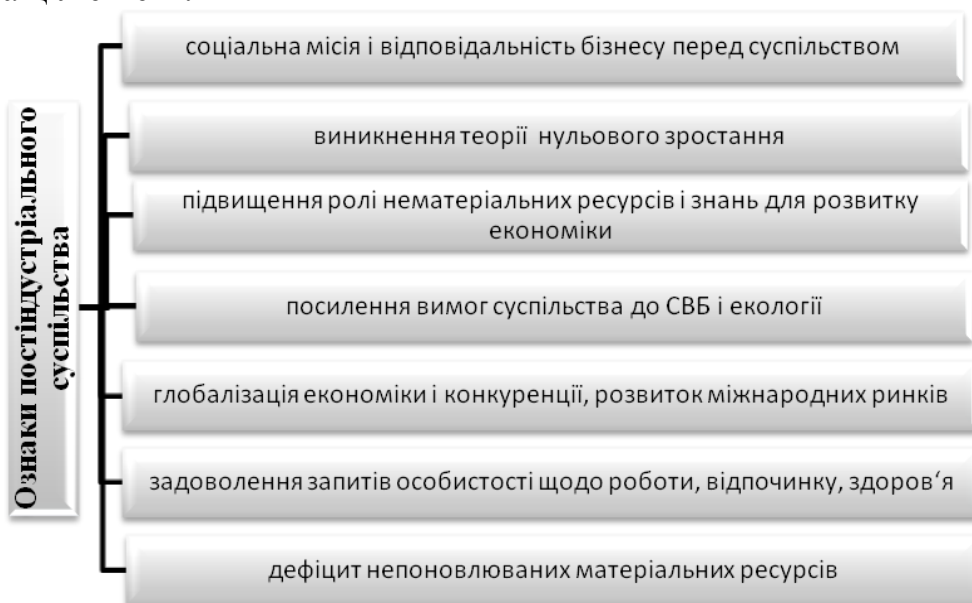 Ознаки постіндустріального
суспільства
соціальна місія і відповідальність бізнесу перед суспільством
виникнення теорії нульового зростання
підвищення ролі нематеріальних ресурсів і знань для розвитку
економіки
посилення вимог суспільства до СВБ і екології
глобалізація економіки і конкуренції, розвиток міжнародних ринків
задоволення запитів особистості щодо роботи, відпочинку, здоров‘я
дефіцит непоновлюваних матеріальних ресурсів